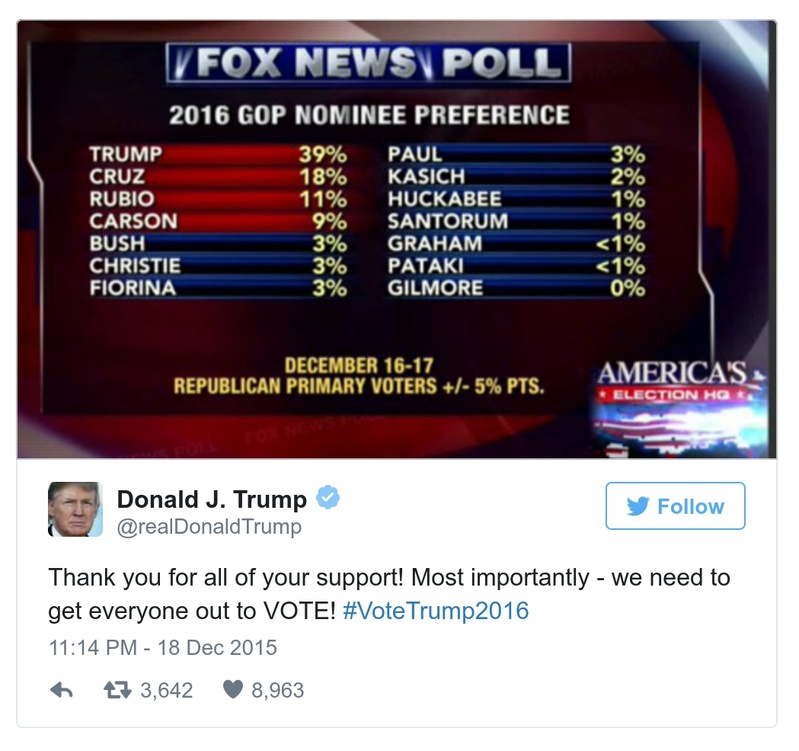 FOX NEWS POLL
2016 GOP NOMINEE PREFERENCE
TRUMP 39%
CRUZ 18%
RUBIO 11%
CARSON 9%
BUSH 3%
CHRISTIE 3%
FIORINA 3%
PAUL 3%
KASICH 2%
HUCKABEE 1%
SANTORUM 1%
GRAHAM <1%
PATAKI <1%
GILMORE 0%
DECEMBER 16-17
REPUBLICAN PRIMARY VOTERS +/- 5% PTS.
AMERICA'S
ELECTION HQ
FOX NEWS
NEWS POLL
Donald J. Trump
@realDonaldTrump
Follow
Thank you for all of your support! Most importantly - we need to
get everyone out to VOTE! #VoteTrump2016
11:14 PM - 18 Dec 2015
3,642 8,963